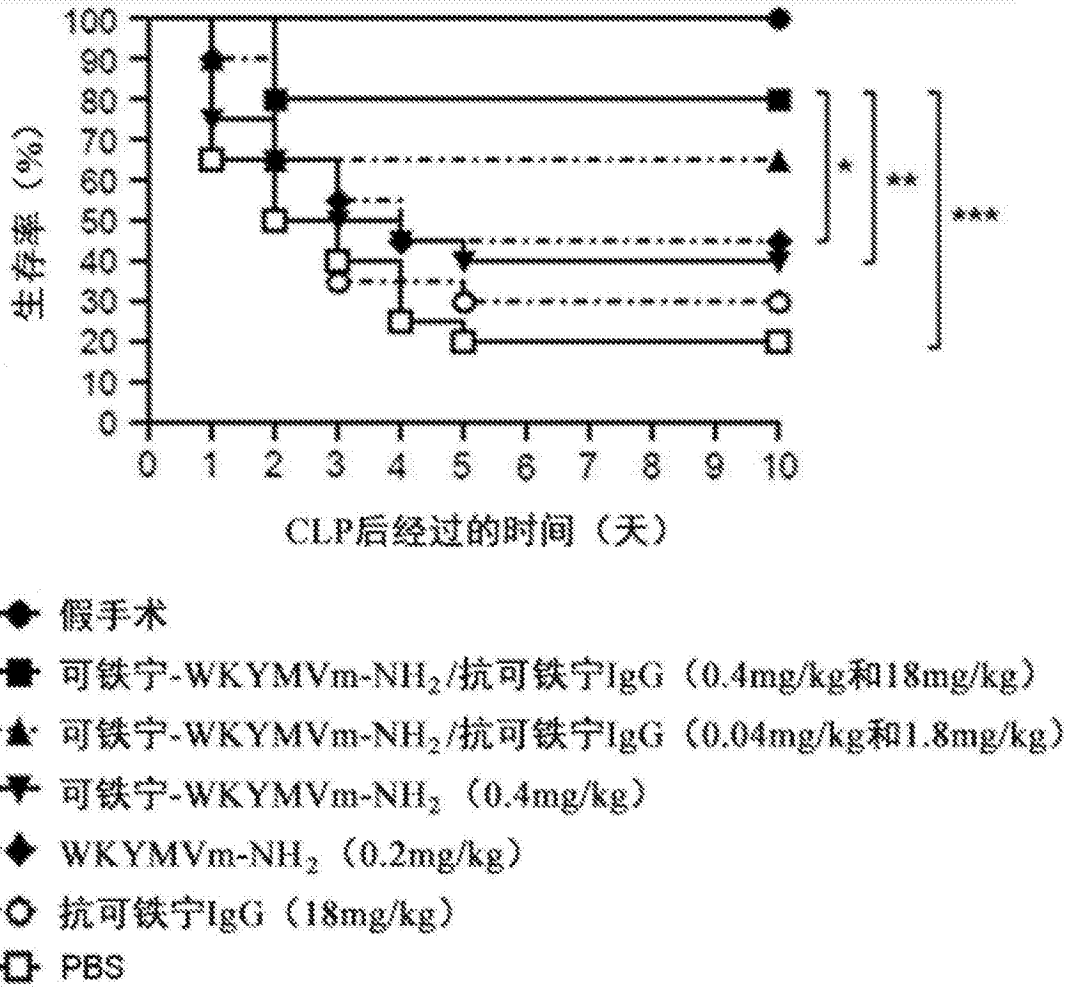 100
90
80
70
60
50
40
30
20
10
0
生存率（%）
*
**
***
0 1 2 3 4 5 6 7 8 9 10
CLP后经过的时间（天）
假手术
可铁宁-WKYMVm-NH₂/抗可铁宁IgG（0.4mg/kg和18mg/kg）
可铁宁-WKYMVm-NH₂/抗可铁宁IgG（0.04mg/kg和1.8mg/kg）
可铁宁-WKYMVm-NH₂（0.4mg/kg）
WKYMVm-NH₂（0.2mg/kg）
抗可铁宁IgG（18mg/kg）
PBS